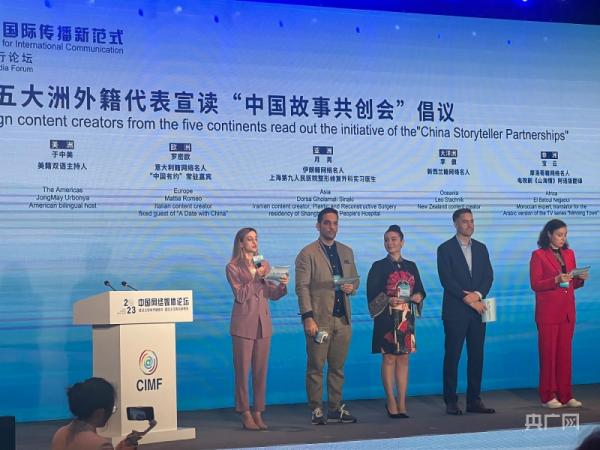 国际传播新范式
for International Communication
行论坛
dia Forum
五大洲外籍代表宣读“中国故事共创会”倡议
gn content creators from the five continents read out the initiative of the"China Storyteller Partnerships"
美洲
于中美
美籍双语主持人
The Americas
JongMay Urbonya
American bilingual host
欧洲
罗密欧
意大利籍网络名人
“中国有约”常驻嘉宾
Europe
Mattia Romeo
Italian content creator
fixed guest of "A Date with China"
亚洲
月亮
伊朗籍网络名人
上海第九人民医院整形修复外科实习医生
Asia
Dorsa Gholamali Sinaki
Iranian content creator, Plastic and Reconstructive Surgery
residency of Shanghai People's Hospital
大洋洲
李傲
新西兰籍网络名人
Oceania
Leo Stachnik
New Zealand content creator
非洲
宝云
摩洛哥籍网络名人
电视剧《山海情》阿语版翻译
Africa
El Batoul Negaoui
Moroccan expert, translator for the
Arabic version of the TV series "Minning Town"
2023
中国网络媒体论坛
CIMF
央广网